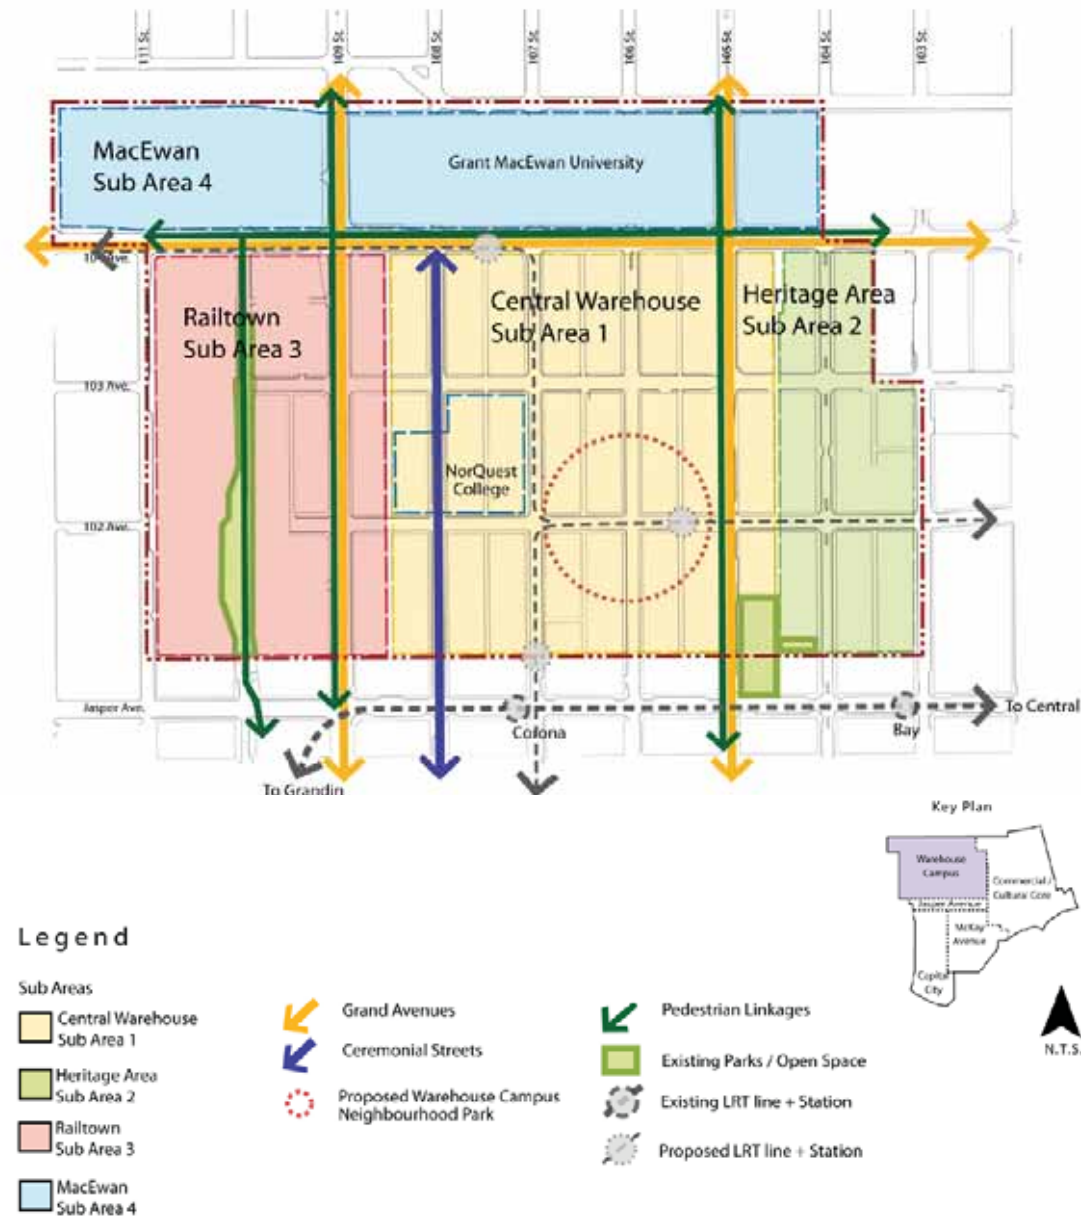 111 St.
109 St.
108 St.
107 St.
106 St.
105 St.
104 St.
103 St.
MacEwan
Sub Area 4
Grant MacEwan University
Ave.
Railtown
Sub Area 3
Central Warehouse
Sub Area 1
Heritage Area
Sub Area 2
103 Ave.
NorQuest
College
102 Ave.
Jasper Ave.
Corona
Bay
To Central
To Grandin
Key Plan
Warehouse
Campus
Commercial /
Cultural Core
Jasper Avenue
McKay
Avenue
Capital
City
N.T.S.
Legend
Sub Areas
Central Warehouse
Sub Area 1
Heritage Area
Sub Area 2
Railtown
Sub Area 3
MacEwan
Sub Area 4
Grand Avenues
Ceremonial Streets
Proposed Warehouse Campus
Neighbourhood Park
Pedestrian Linkages
Existing Parks / Open Space
Existing LRT line + Station
Proposed LRT line + Station